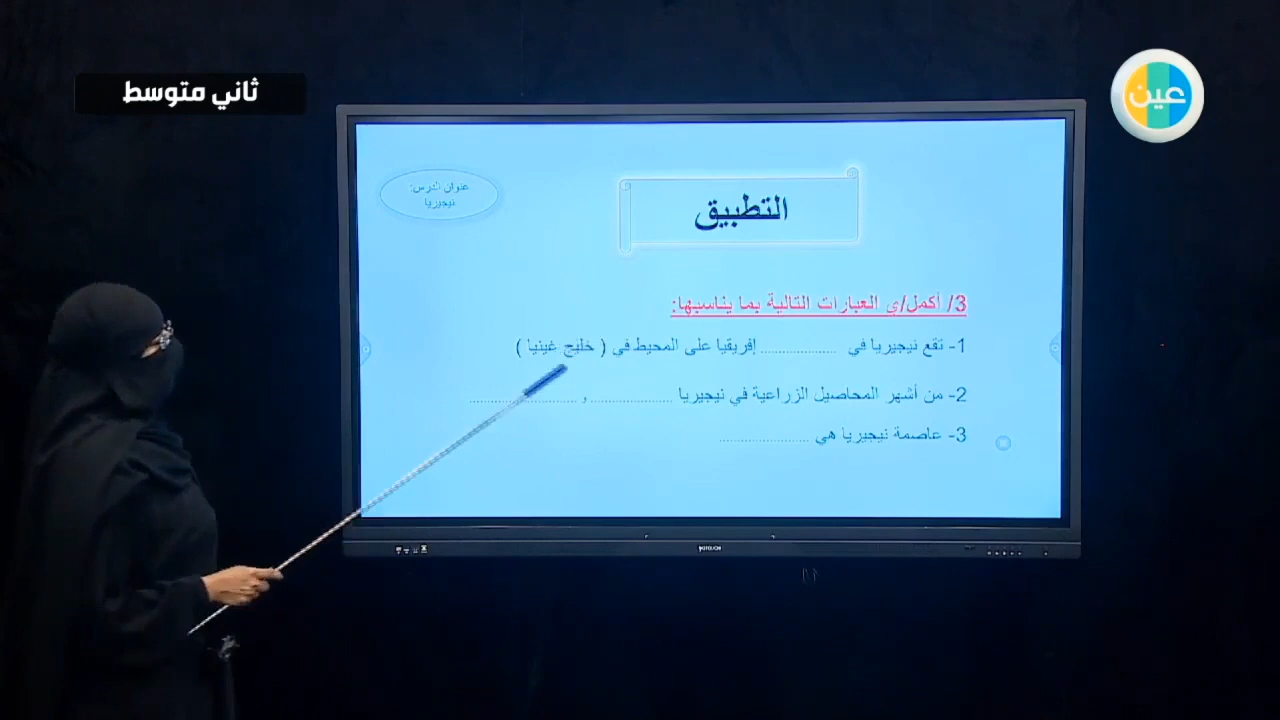 ثاني متوسط
عين
عنوان الدرس:
نيجيريا
التطبيق
3/ أكمل/ي العبارات التالية بما يناسبها:
1- تقع نيجيريا في .................. إفريقيا على المحيط في ( خليج غينيا )
2- من أشهر المحاصيل الزراعية في نيجيريا .................... و ..........................
3- عاصمة نيجيريا هي ......................